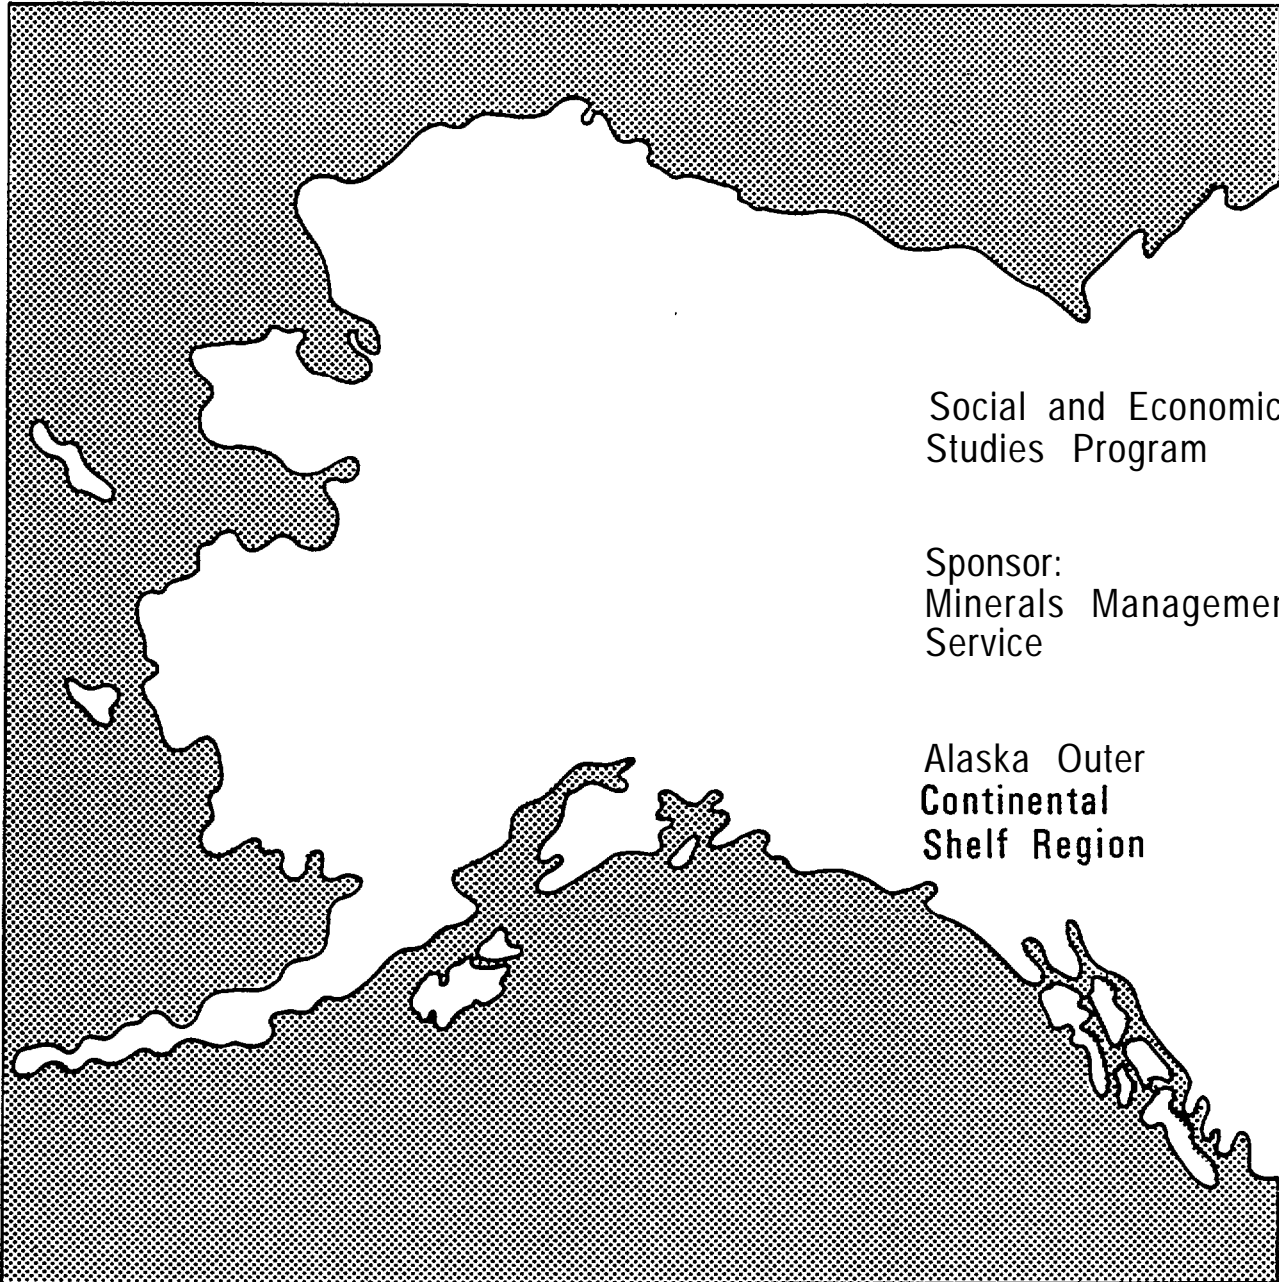 Social and Economic
Studies Program
Sponsor:
Minerals Managemen
Service
Alaska Outer
Continental
Shelf Region